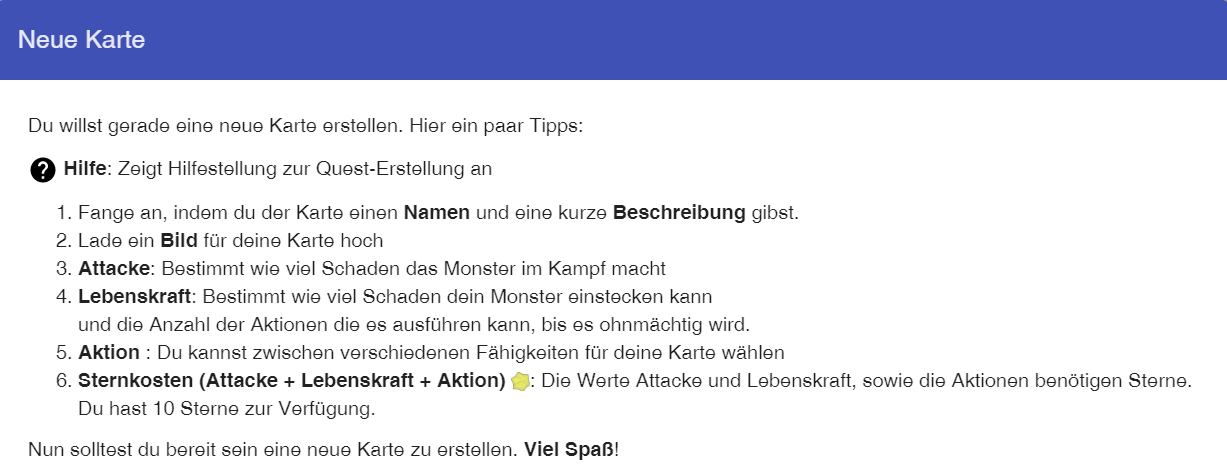 Neue Karte
Du willst gerade eine neue Karte erstellen. Hier ein paar Tipps:
? Hilfe: Zeigt Hilfestellung zur Quest-Erstellung an
1. Fange an, indem du der Karte einen Namen und eine kurze Beschreibung gibst.
2. Lade ein Bild für deine Karte hoch
3. Attacke: Bestimmt wie viel Schaden das Monster im Kampf macht
4. Lebenskraft: Bestimmt wie viel Schaden dein Monster einstecken kann
und die Anzahl der Aktionen die es ausführen kann, bis es ohnmächtig wird.
5. Aktion : Du kannst zwischen verschiedenen Fähigkeiten für deine Karte wählen
6. Sternkosten (Attacke + Lebenskraft + Aktion) : Die Werte Attacke und Lebenskraft, sowie die Aktionen benötigen Sterne.
Du hast 10 Sterne zur Verfügung.
Nun solltest du bereit sein eine neue Karte zu erstellen. Viel Spaß!